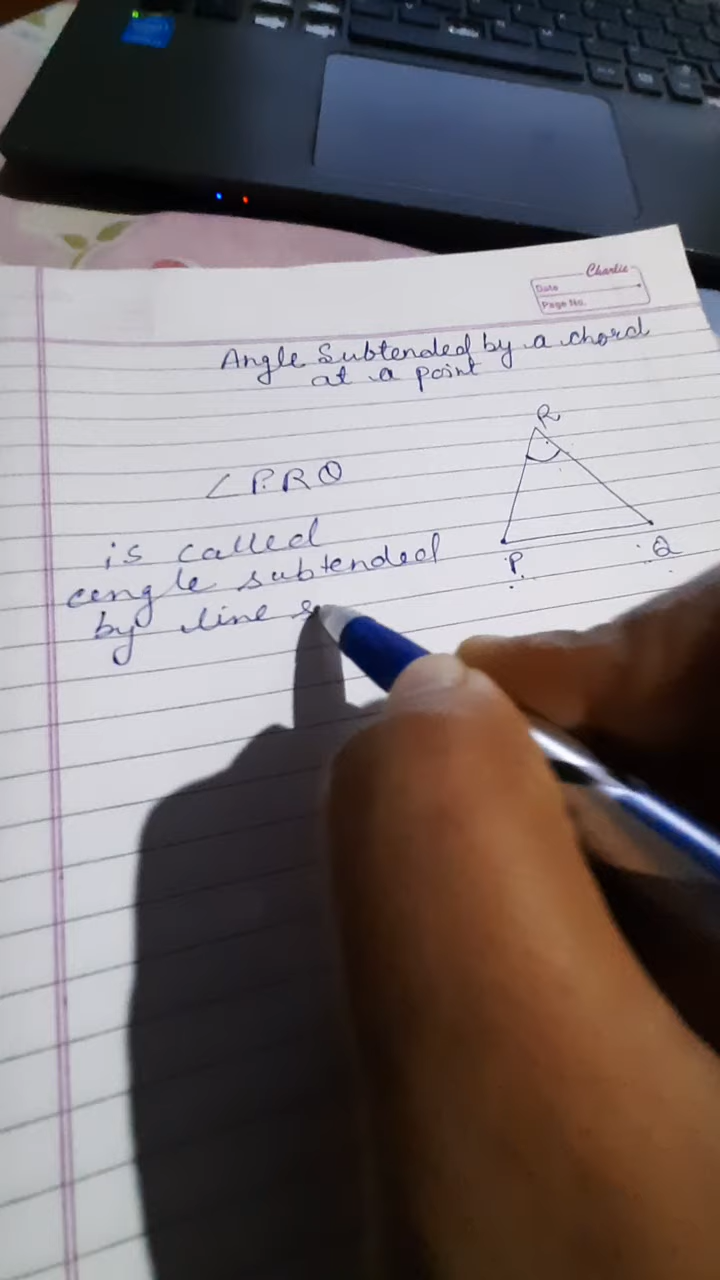 Charlie
Date
Page No.
Angle Subtended by a chord
at a point
R
∠PRQ
P
Q
is called
angle subtended
by line s